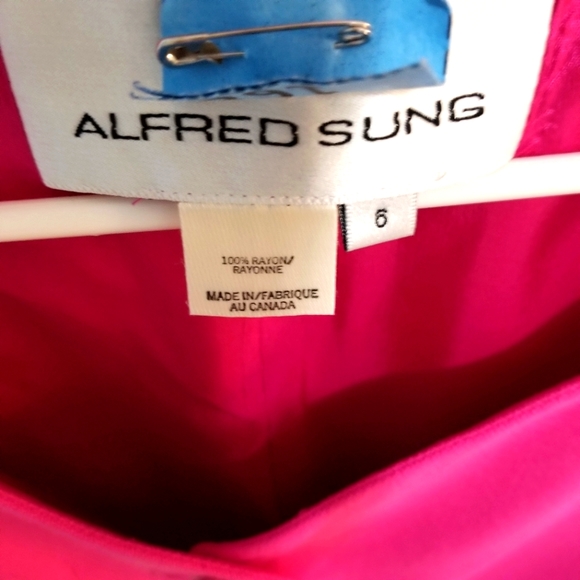 ALFRED SUNG
6
100% RAYON/
RAYONNE
MADE IN/FABRIQUE
AU CANADA